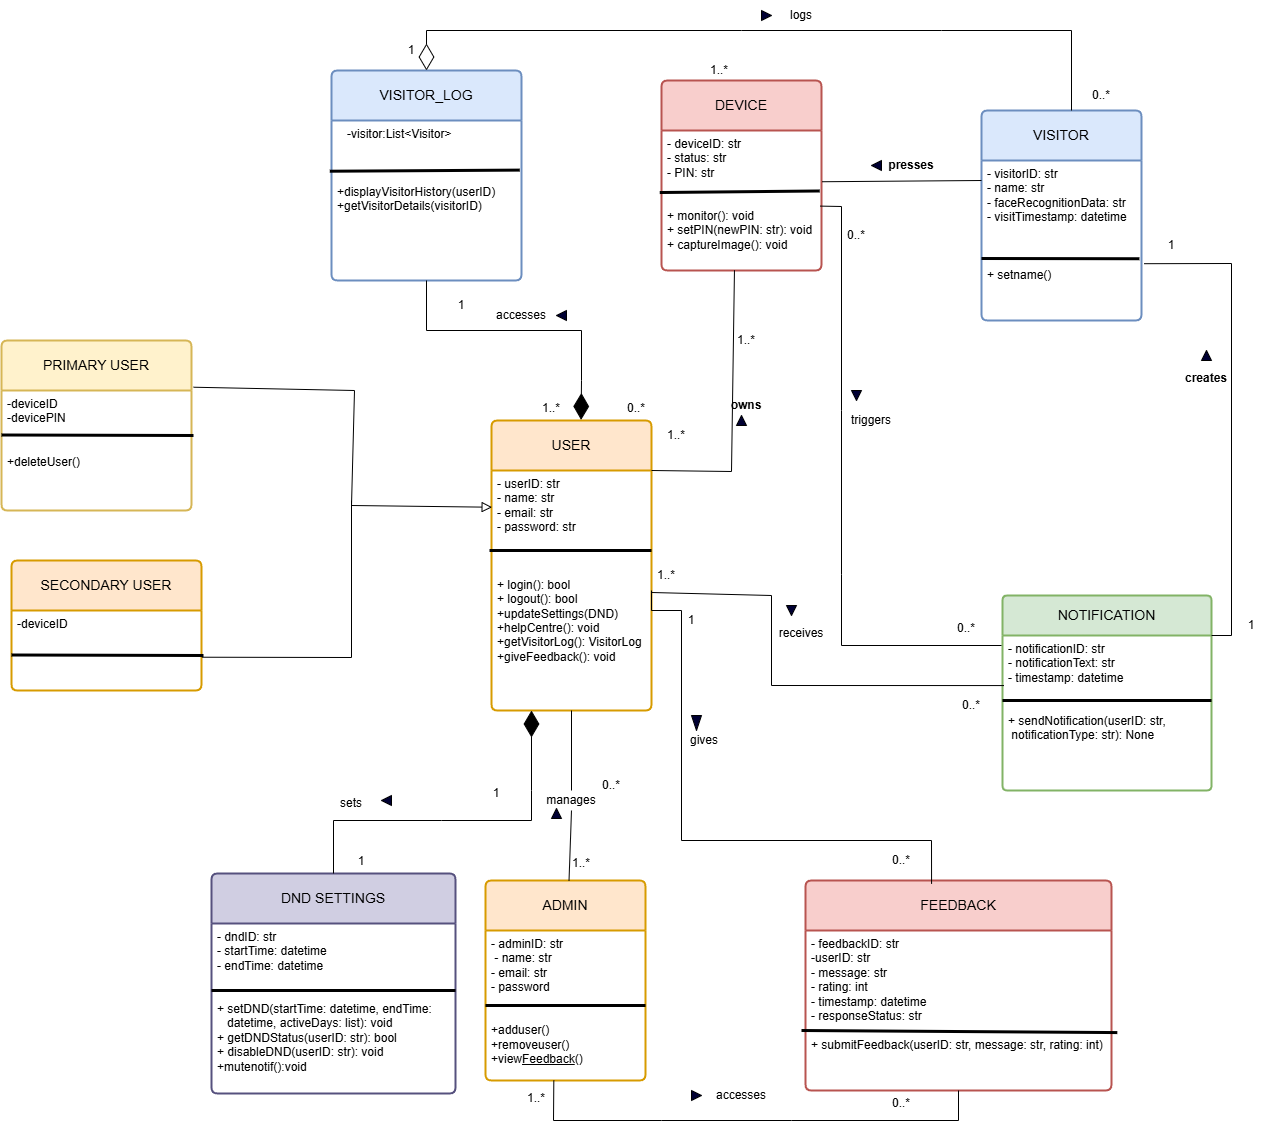 logs
1
0..*
VISITOR_LOG
-visitor:List<Visitor>
+displayVisitorHistory(userID)
+getVisitorDetails(visitorID)
1..*
DEVICE
- deviceID: str
- status: str
- PIN: str
+ monitor(): void
+ setPIN(newPIN: str): void
+ captureImage(): void
VISITOR
- visitorID: str
- name: str
- faceRecognitionData: str
- visitTimestamp: datetime
+ setname()
presses
0..*
1
1
accesses
1..*
0..*
1..*
owns
1..*
triggers
creates
PRIMARY USER
-deviceID
-devicePIN
+deleteUser()
SECONDARY USER
-deviceID
USER
- userID: str
- name: str
- email: str
- password: str
+ login(): bool
+ logout(): bool
+updateSettings(DND)
+helpCentre(): void
+getVisitorLog(): VisitorLog
+giveFeedback(): void
1..*
1
receives
0..*
0..*
1
NOTIFICATION
- notificationID: str
- notificationText: str
- timestamp: datetime
+ sendNotification(userID: str,
notificationType: str): None
gives
sets
1
1
manages
0..*
1..*
0..*
DND SETTINGS
- dndID: str
- startTime: datetime
- endTime: datetime
+ setDND(startTime: datetime, endTime:
datetime, activeDays: list): void
+ getDNDStatus(userID: str): bool
+ disableDND(userID: str): void
+mutenotif():void
ADMIN
- adminID: str
- name: str
- email: str
- password
+adduser()
+removeuser()
+viewFeedback()
FEEDBACK
- feedbackID: str
-userID: str
- message: str
- rating: int
- timestamp: datetime
- responseStatus: str
+ submitFeedback(userID: str, message: str, rating: int)
1..*
accesses
0..*